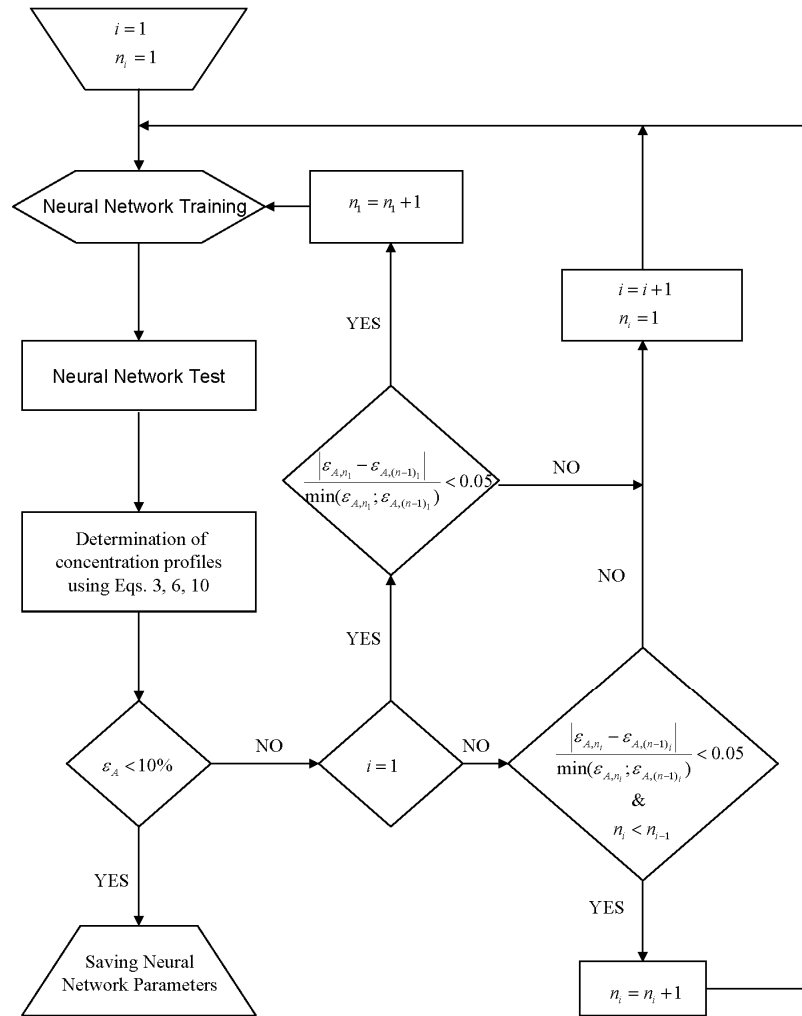 i = 1
n_i = 1
Neural Network Training
n_1 = n_1 + 1
i = i + 1
n_i = 1
YES
Neural Network Test
|ε_{A,n_1} − ε_{A,(n−1)_1}|
min(ε_{A,n_1}; ε_{A,(n−1)_1})
< 0.05
NO
Determination of
concentration profiles
using Eqs. 3, 6, 10
NO
YES
ε_A < 10%
NO
i = 1
NO
|ε_{A,n_i} − ε_{A,(n−1)_i}|
min(ε_{A,n_i}; ε_{A,(n−1)_i})
< 0.05
&
n_i < n_{i−1}
YES
YES
Saving Neural
Network Parameters
n_i = n_i + 1